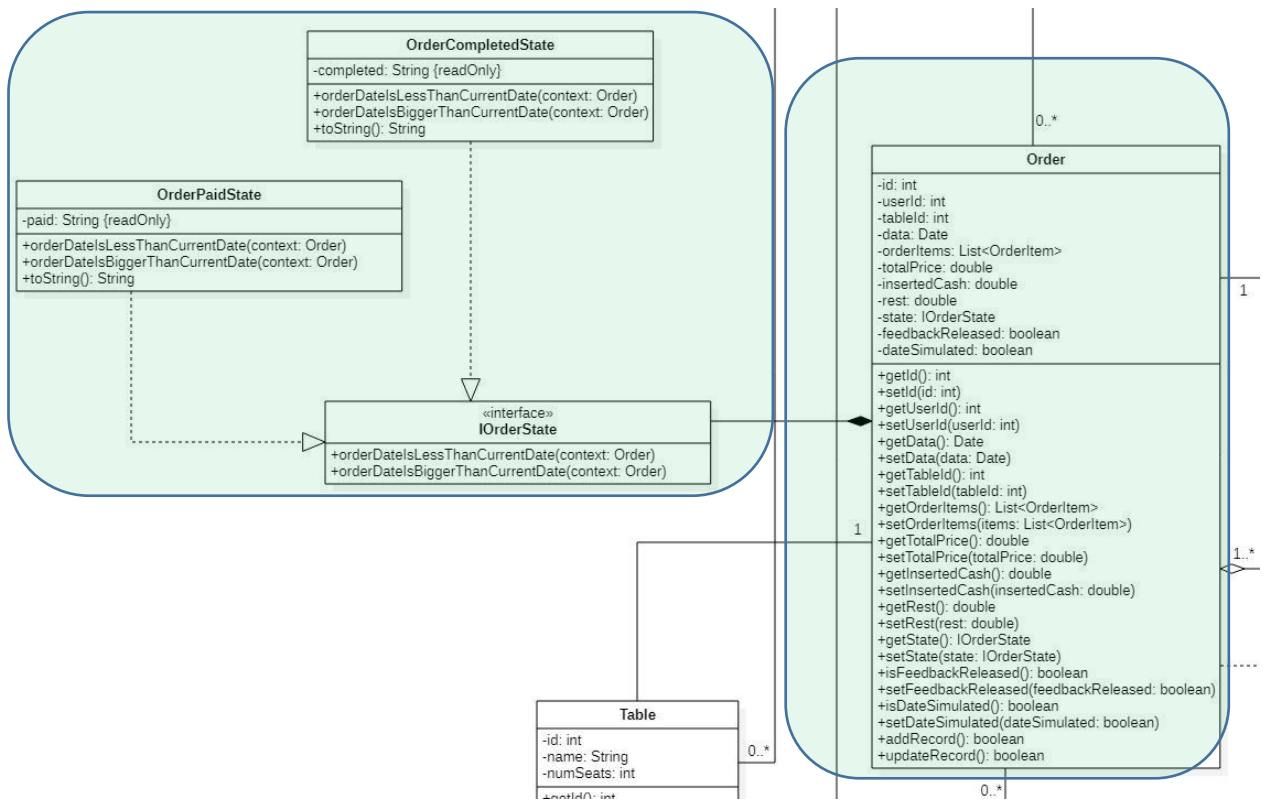 OrderCompletedState
-completed: String {readOnly}
+orderDateIsLessThanCurrentDate(context: Order)
+orderDateIsBiggerThanCurrentDate(context: Order)
+toString(): String
OrderPaidState
-paid: String {readOnly}
+orderDateIsLessThanCurrentDate(context: Order)
+orderDateIsBiggerThanCurrentDate(context: Order)
+toString(): String
«interface»
IOrderState
+orderDateIsLessThanCurrentDate(context: Order)
+orderDateIsBiggerThanCurrentDate(context: Order)
0..*
Order
-id: int
-userId: int
-tableId: int
-data: Date
-orderItems: List<OrderItem>
-totalPrice: double
-insertedCash: double
-rest: double
-state: IOrderState
-feedbackReleased: boolean
-dateSimulated: boolean
+getId(): int
+setId(id: int)
+getUserId(): int
+setUserId(userId: int)
+getData(): Date
+setData(data: Date)
+getTableId(): int
+setTableId(tableId: int)
+getOrderItems(): List<OrderItem>
+setOrderItems(items: List<OrderItem>)
+getTotalPrice(): double
+setTotalPrice(totalPrice: double)
+getInsertedCash(): double
+setInsertedCash(insertedCash: double)
+getRest(): double
+setRest(rest: double)
+getState(): IOrderState
+setState(state: IOrderState)
+isFeedbackReleased(): boolean
+setFeedbackReleased(feedbackReleased: boolean)
+isDateSimulated(): boolean
+setDateSimulated(dateSimulated: boolean)
+addRecord(): boolean
+updateRecord(): boolean
1
1
1..*
0..*
Table
-id: int
-name: String
-numSeats: int
+getId(): int
0..*